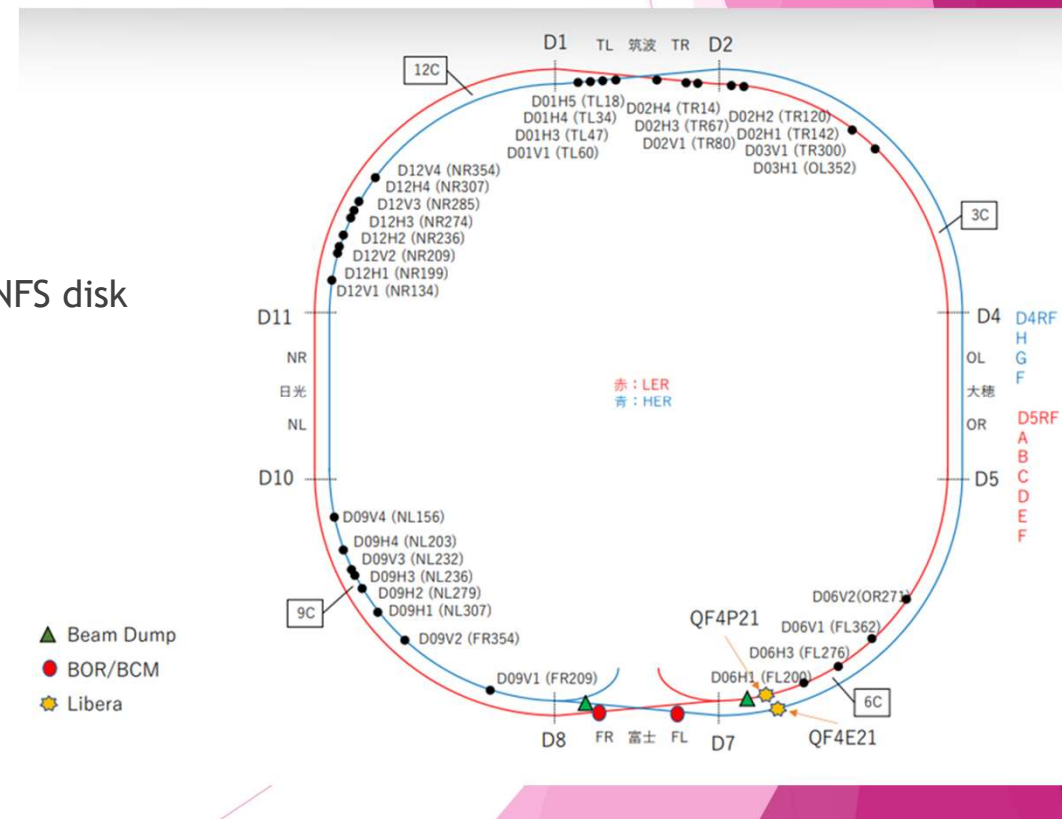 D1 TL 筑波 TR D2
12C
D01H5 (TL18)
D01H4 (TL34)
D01H3 (TL47)
D01V1 (TL60)
D02H4 (TR14)
D02H3 (TR67)
D02V1 (TR80)
D02H2 (TR120)
D02H1 (TR142)
D03V1 (TR300)
D03H1 (OL352)
D12V4 (NR354)
D12H4 (NR307)
D12V3 (NR285)
D12H3 (NR274)
D12H2 (NR236)
D12V2 (NR209)
D12H1 (NR199)
D12V1 (NR134)
3C
NFS disk
D11
NR
日光
NL
D10
赤：LER
青：HER
D4
OL
大穂
OR
D5
D4RF
H
G
F
D5RF
A
B
C
D
E
F
D09V4 (NL156)
D09H4 (NL203)
D09V3 (NL232)
D09H3 (NL236)
D09H2 (NL279)
D09H1 (NL307)
9C
D09V2 (FR354)
D09V1 (FR209)
D06V2(OR271)
D06V1 (FL362)
D06H3 (FL276)
D06H1 (FL200)
QF4P21
6C
QF4E21
Beam Dump
BOR/BCM
Libera
D8 FR 富士 FL D7